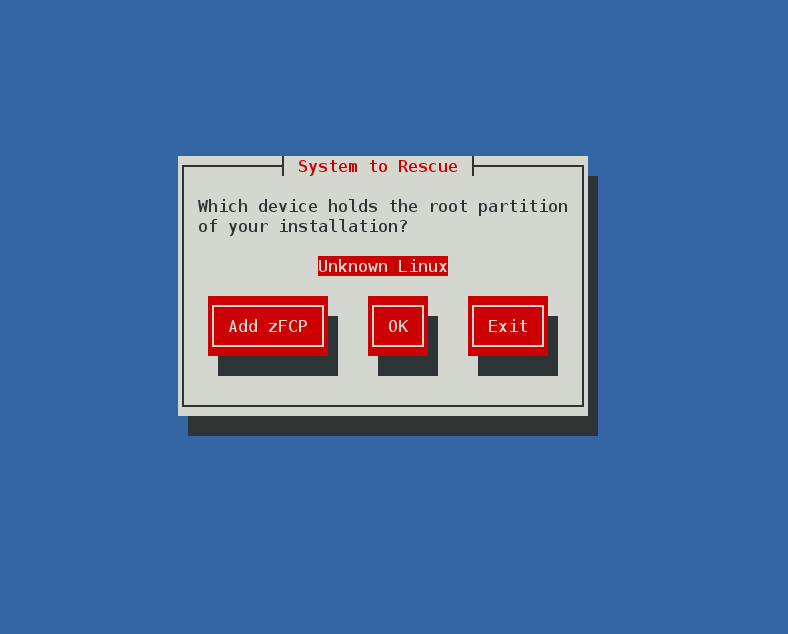 System to Rescue
Which device holds the root partition
of your installation?
Unknown Linux
Add zFCP
OK
Exit